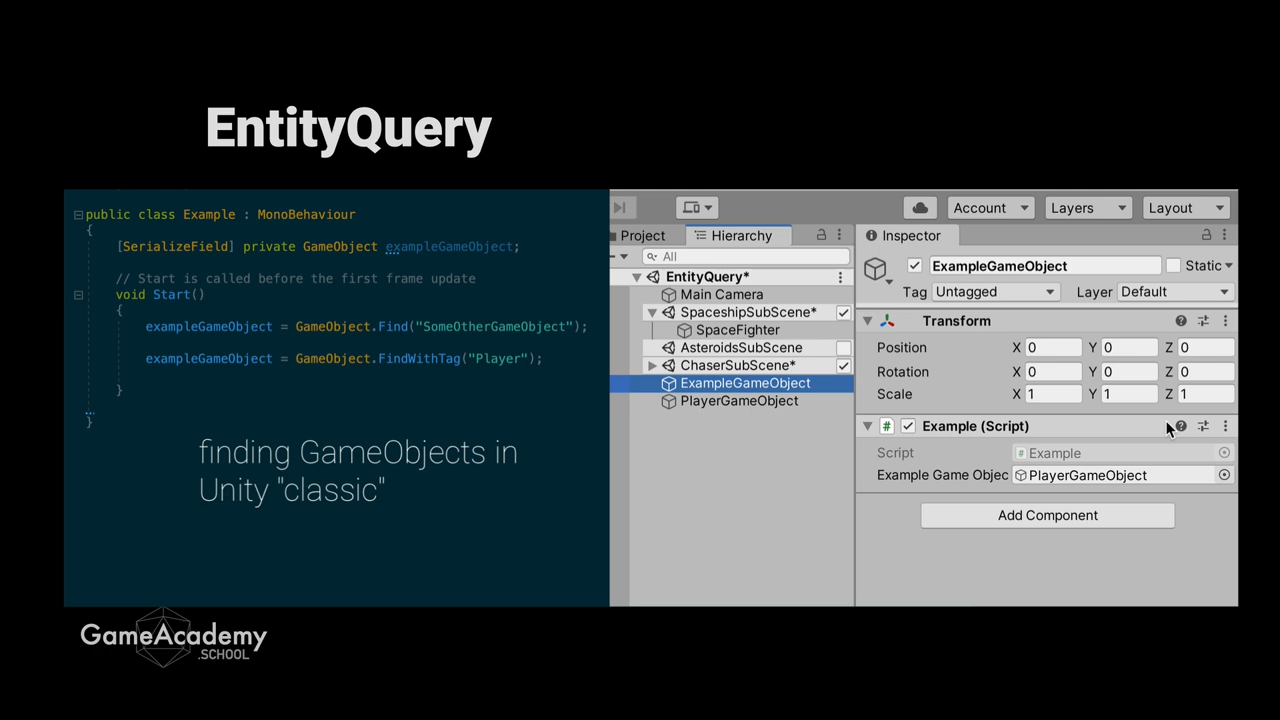 EntityQuery
public class Example : MonoBehaviour
{
[SerializeField] private GameObject exampleGameObject;
// Start is called before the first frame update
void Start()
{
exampleGameObject = GameObject.Find("SomeOtherGameObject");
exampleGameObject = GameObject.FindWithTag("Player");
}
}
finding GameObjects in
Unity "classic"
Account Layers Layout
Project Hierarchy
All
EntityQuery*
Main Camera
SpaceshipSubScene*
SpaceFighter
AsteroidsSubScene
ChaserSubScene*
ExampleGameObject
PlayerGameObject
Inspector
ExampleGameObject Static
Tag Untagged Layer Default
Transform
Position X 0 Y 0 Z 0
Rotation X 0 Y 0 Z 0
Scale X 1 Y 1 Z 1
# Example (Script)
Script # Example
Example Game Objec PlayerGameObject
Add Component
GameAcademy
.SCHOOL